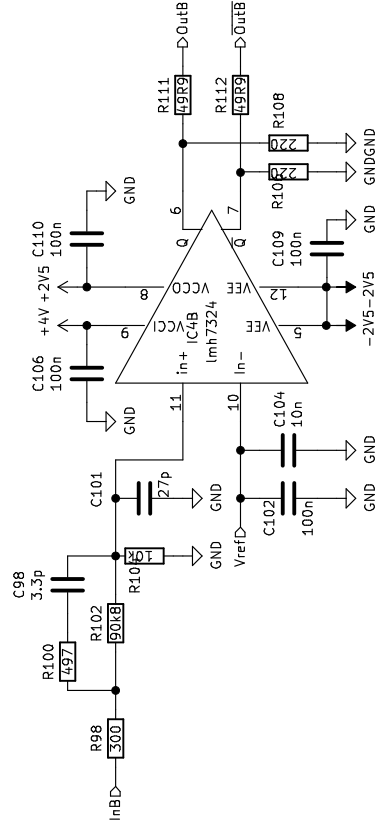 InB
R98
300
R100
497
C98
3.3p
R102
90k8
R10
10k
GND
C101
27p
GND
Vref
C102
100n
GND
C104
10n
GND
C106
100n
GND
+4V
+2V5
C110
100n
GND
11
in+
10
In-
9
VCCI
8
VCCO
IC4B
lmh7324
5
VEE
12
VEE
-2V5
-2V5
C109
100n
GND
6
Q
7
Q
R111
49R9
OutB
R112
49R9
OutB
R108
220
GND
R10
220
GND